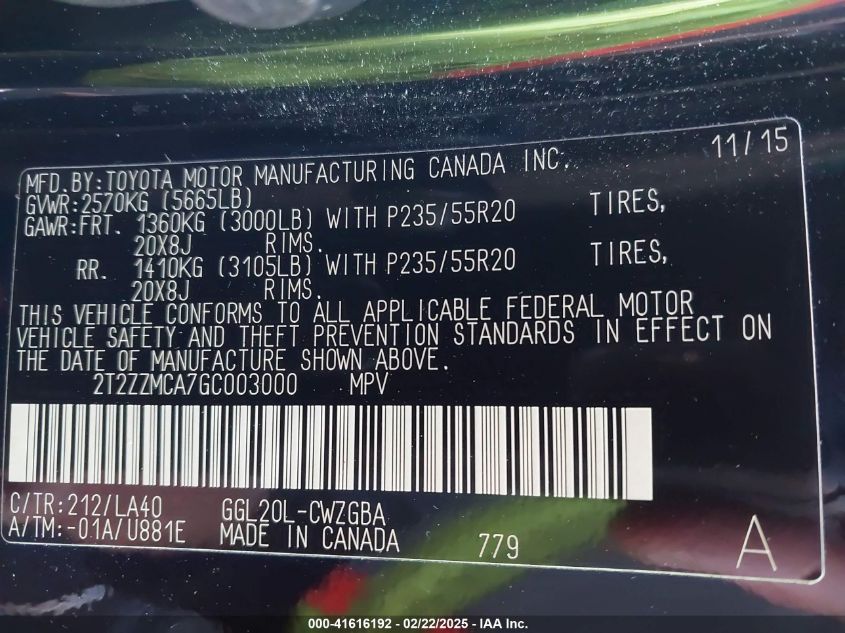 11/15
MFD.BY:TOYOTA MOTOR MANUFACTURING CANADA INC.
GVWR:2570KG (5665LB)
GAWR:FRT. 1360KG (3000LB) WITH P235/55R20 TIRES,
20X8J RIMS.
RR. 1410KG (3105LB) WITH P235/55R20 TIRES,
20X8J RIMS.
THIS VEHICLE CONFORMS TO ALL APPLICABLE FEDERAL MOTOR
VEHICLE SAFETY AND THEFT PREVENTION STANDARDS IN EFFECT ON
THE DATE OF MANUFACTURE SHOWN ABOVE.
2T2ZZMCA7GC003000 MPV
C/TR:212/LA40 GGL20L-CWZGBA
A/TM:-01A/U881E MADE IN CANADA 779 A
000-41616192 - 02/22/2025 - IAA Inc.